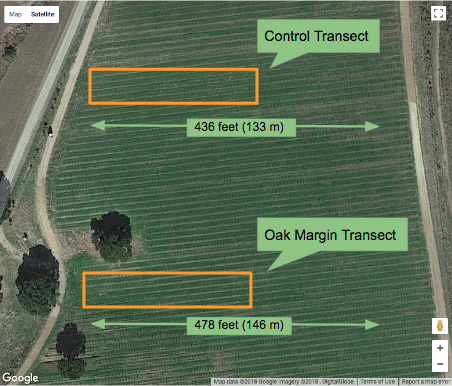 Map Satellite
Control Transect
436 feet (133 m)
Oak Margin Transect
478 feet (146 m)
+
−
Google
Map data ©2018 Google Imagery ©2018 , DigitalGlobe Terms of Use Report a map error